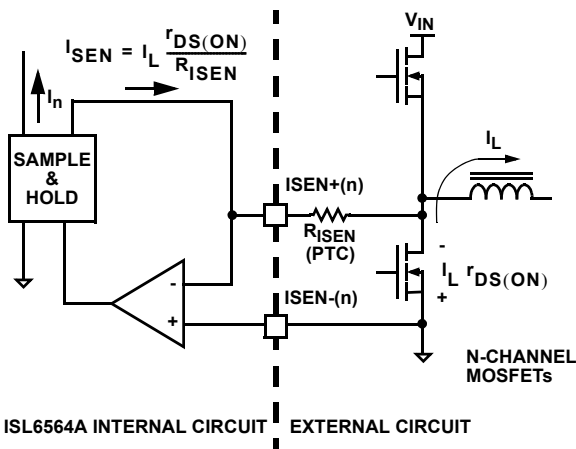 I_SEN = I_L r_DS(ON) / R_ISEN
V_IN
I_n
SAMPLE
&
HOLD
I_L
ISEN+(n)
R_ISEN
(PTC)
-
I_L r_DS(ON)
+
-
+
ISEN-(n)
N-CHANNEL
MOSFETs
ISL6564A INTERNAL CIRCUIT
EXTERNAL CIRCUIT